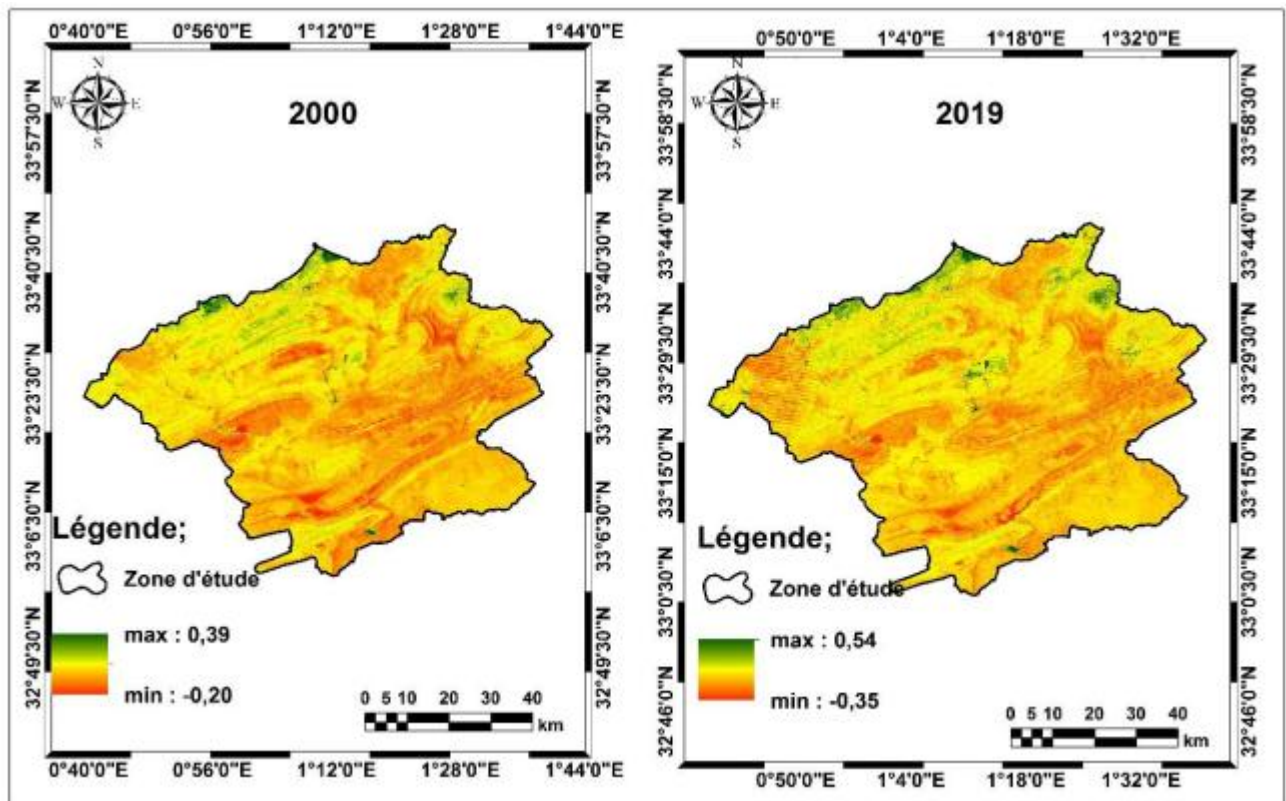 0°40'0"E 0°56'0"E 1°12'0"E 1°28'0"E 1°44'0"E
N
W E
S
2000
33°57'30"N
33°40'30"N
33°23'30"N
33°6'30"N
32°49'30"N
33°57'30"N
33°40'30"N
33°23'30"N
33°6'30"N
32°49'30"N
Légende;
Zone d'étude
max : 0,39
min : -0,20
0 5 10 20 30 40
km
0°40'0"E 0°56'0"E 1°12'0"E 1°28'0"E 1°44'0"E
0°50'0"E 1°4'0"E 1°18'0"E 1°32'0"E
N
W E
S
2019
33°58'30"N
33°44'0"N
33°29'30"N
33°15'0"N
33°0'30"N
32°46'0"N
33°58'30"N
33°44'0"N
33°29'30"N
33°15'0"N
33°0'30"N
32°46'0"N
Légende;
Zone d'étude
max : 0,54
min : -0,35
0 5 10 20 30 40
km
0°50'0"E 1°4'0"E 1°18'0"E 1°32'0"E